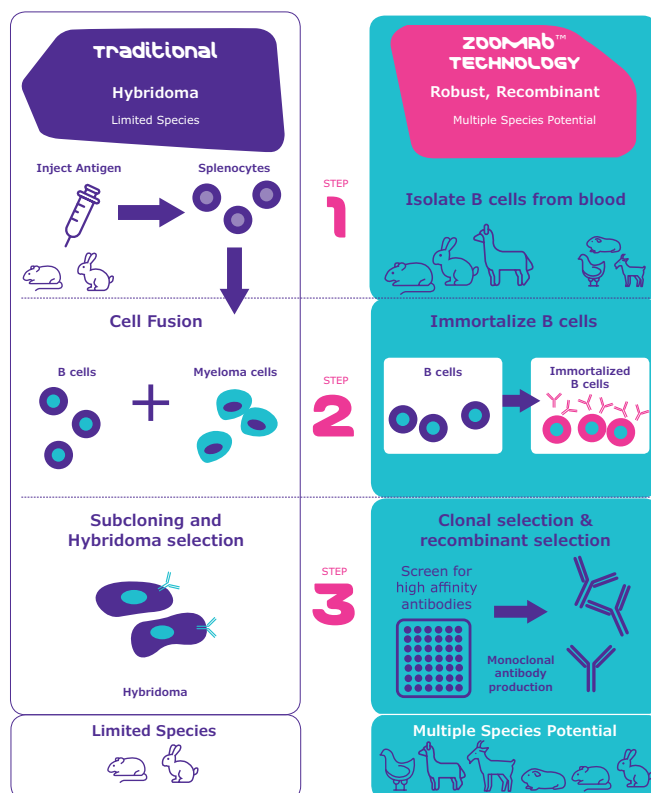 Traditional
Hybridoma
Limited Species
ZooMAb™
Technology
Robust, Recombinant
Multiple Species Potential
Inject Antigen
Splenocytes
STEP
1
Isolate B cells from blood
Cell Fusion
B cells
Myeloma cells
STEP
2
Immortalize B cells
B cells
Immortalized
B cells
Subcloning and
Hybridoma selection
Hybridoma
STEP
3
Clonal selection &
recombinant selection
Screen for
high affinity
antibodies
Monoclonal
antibody
production
Limited Species
Multiple Species Potential